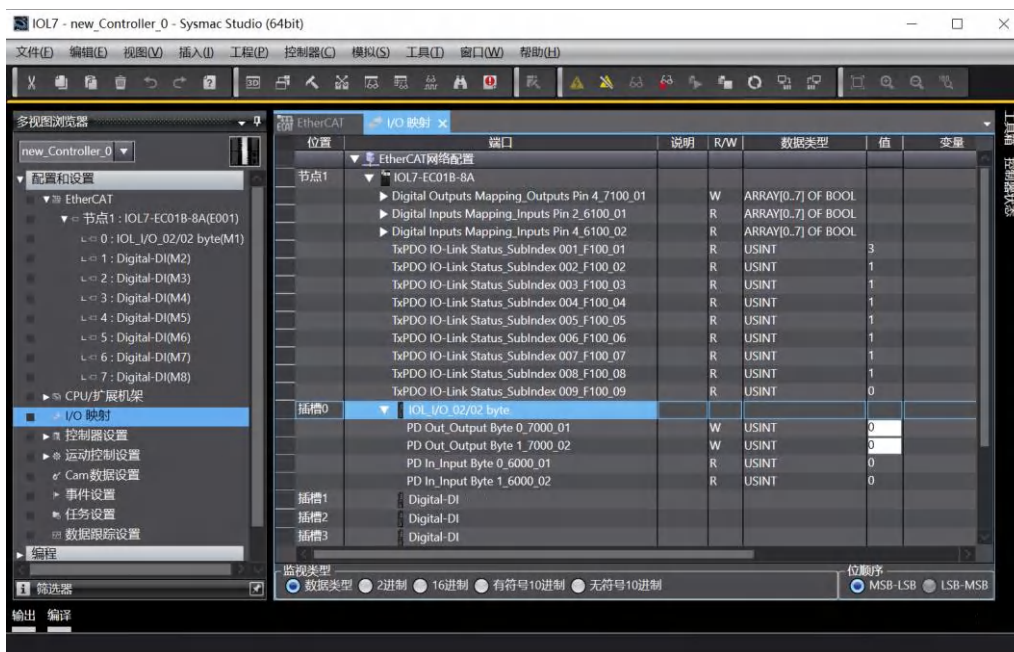 IOL7 - new_Controller_0 - Sysmac Studio (64bit)
文件(F) 编辑(E) 视图(V) 插入(I) 工程(P) 控制器(C) 模拟(S) 工具(T) 窗口(W) 帮助(H)
多视图浏览器
new_Controller_0
配置和设置
EtherCAT
节点1 : IOL7-EC01B-8A(E001)
0 : IOL_I/O_02/02 byte(M1)
1 : Digital-DI(M2)
2 : Digital-DI(M3)
3 : Digital-DI(M4)
4 : Digital-DI(M5)
5 : Digital-DI(M6)
6 : Digital-DI(M7)
7 : Digital-DI(M8)
CPU/扩展机架
I/O 映射
控制器设置
运动控制设置
Cam数据设置
事件设置
任务设置
数据跟踪设置
编程
筛选器
EtherCAT I/O 映射
位置 端口 说明 R/W 数据类型 值 变量
EtherCAT网络配置
节点1 IOL7-EC01B-8A
Digital Outputs Mapping_Outputs Pin 4_7100_01 W ARRAY[0..7] OF BOOL
Digital Inputs Mapping_Inputs Pin 2_6100_01 R ARRAY[0..7] OF BOOL
Digital Inputs Mapping_Inputs Pin 4_6100_02 R ARRAY[0..7] OF BOOL
TxPDO IO-Link Status_SubIndex 001_F100_01 R USINT 3
TxPDO IO-Link Status_SubIndex 002_F100_02 R USINT 1
TxPDO IO-Link Status_SubIndex 003_F100_03 R USINT 1
TxPDO IO-Link Status_SubIndex 004_F100_04 R USINT 1
TxPDO IO-Link Status_SubIndex 005_F100_05 R USINT 1
TxPDO IO-Link Status_SubIndex 006_F100_06 R USINT 1
TxPDO IO-Link Status_SubIndex 007_F100_07 R USINT 1
TxPDO IO-Link Status_SubIndex 008_F100_08 R USINT 1
TxPDO IO-Link Status_SubIndex 009_F100_09 R USINT 0
插槽0 IOL_I/O_02/02 byte
PD Out_Output Byte 0_7000_01 W USINT 0
PD Out_Output Byte 1_7000_02 W USINT 0
PD In_Input Byte 0_6000_01 R USINT 0
PD In_Input Byte 1_6000_02 R USINT 0
插槽1 Digital-DI
插槽2 Digital-DI
插槽3 Digital-DI
监视类型
数据类型 2进制 16进制 有符号10进制 无符号10进制
位顺序
MSB-LSB LSB-MSB
工具箱
控制器状态
输出 编译